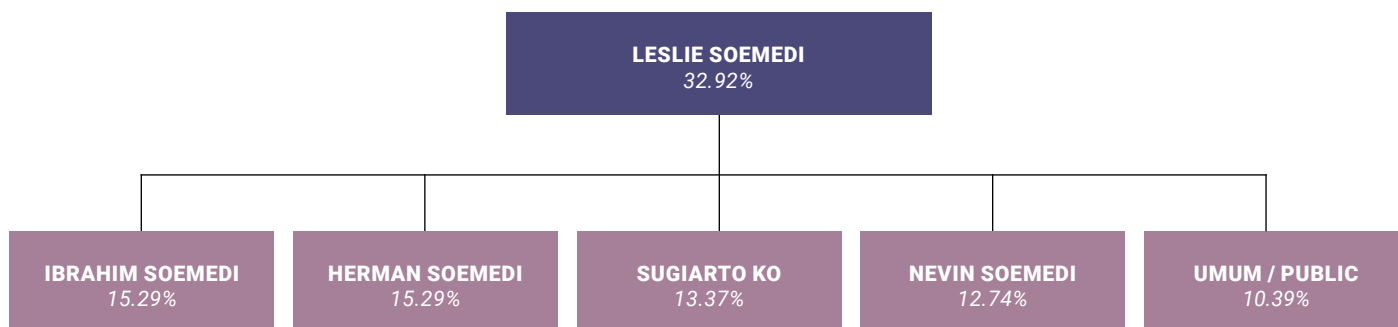 LESLIE SOEMEDI
32.92%
IBRAHIM SOEMEDI
15.29%
HERMAN SOEMEDI
15.29%
SUGIARTO KO
13.37%
NEVIN SOEMEDI
12.74%
UMUM / PUBLIC
10.39%